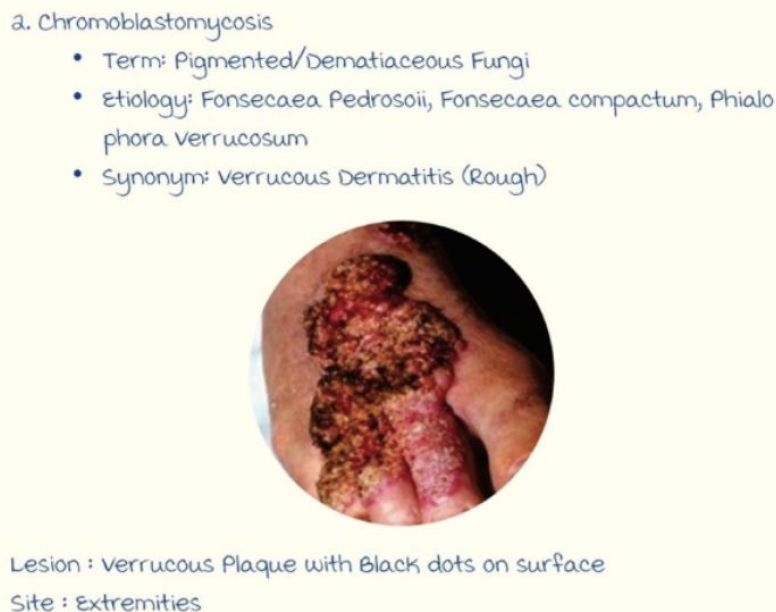 2. Chromoblastomycosis
• Term: Pigmented/Dematiaceous Fungi
• Etiology: Fonsecaea Pedrosoii, Fonsecaea compactum, Phialo
phora Verrucosum
• Synonym: Verrucous Dermatitis (Rough)
Lesion : Verrucous Plaque with Black dots on surface
Site : Extremities